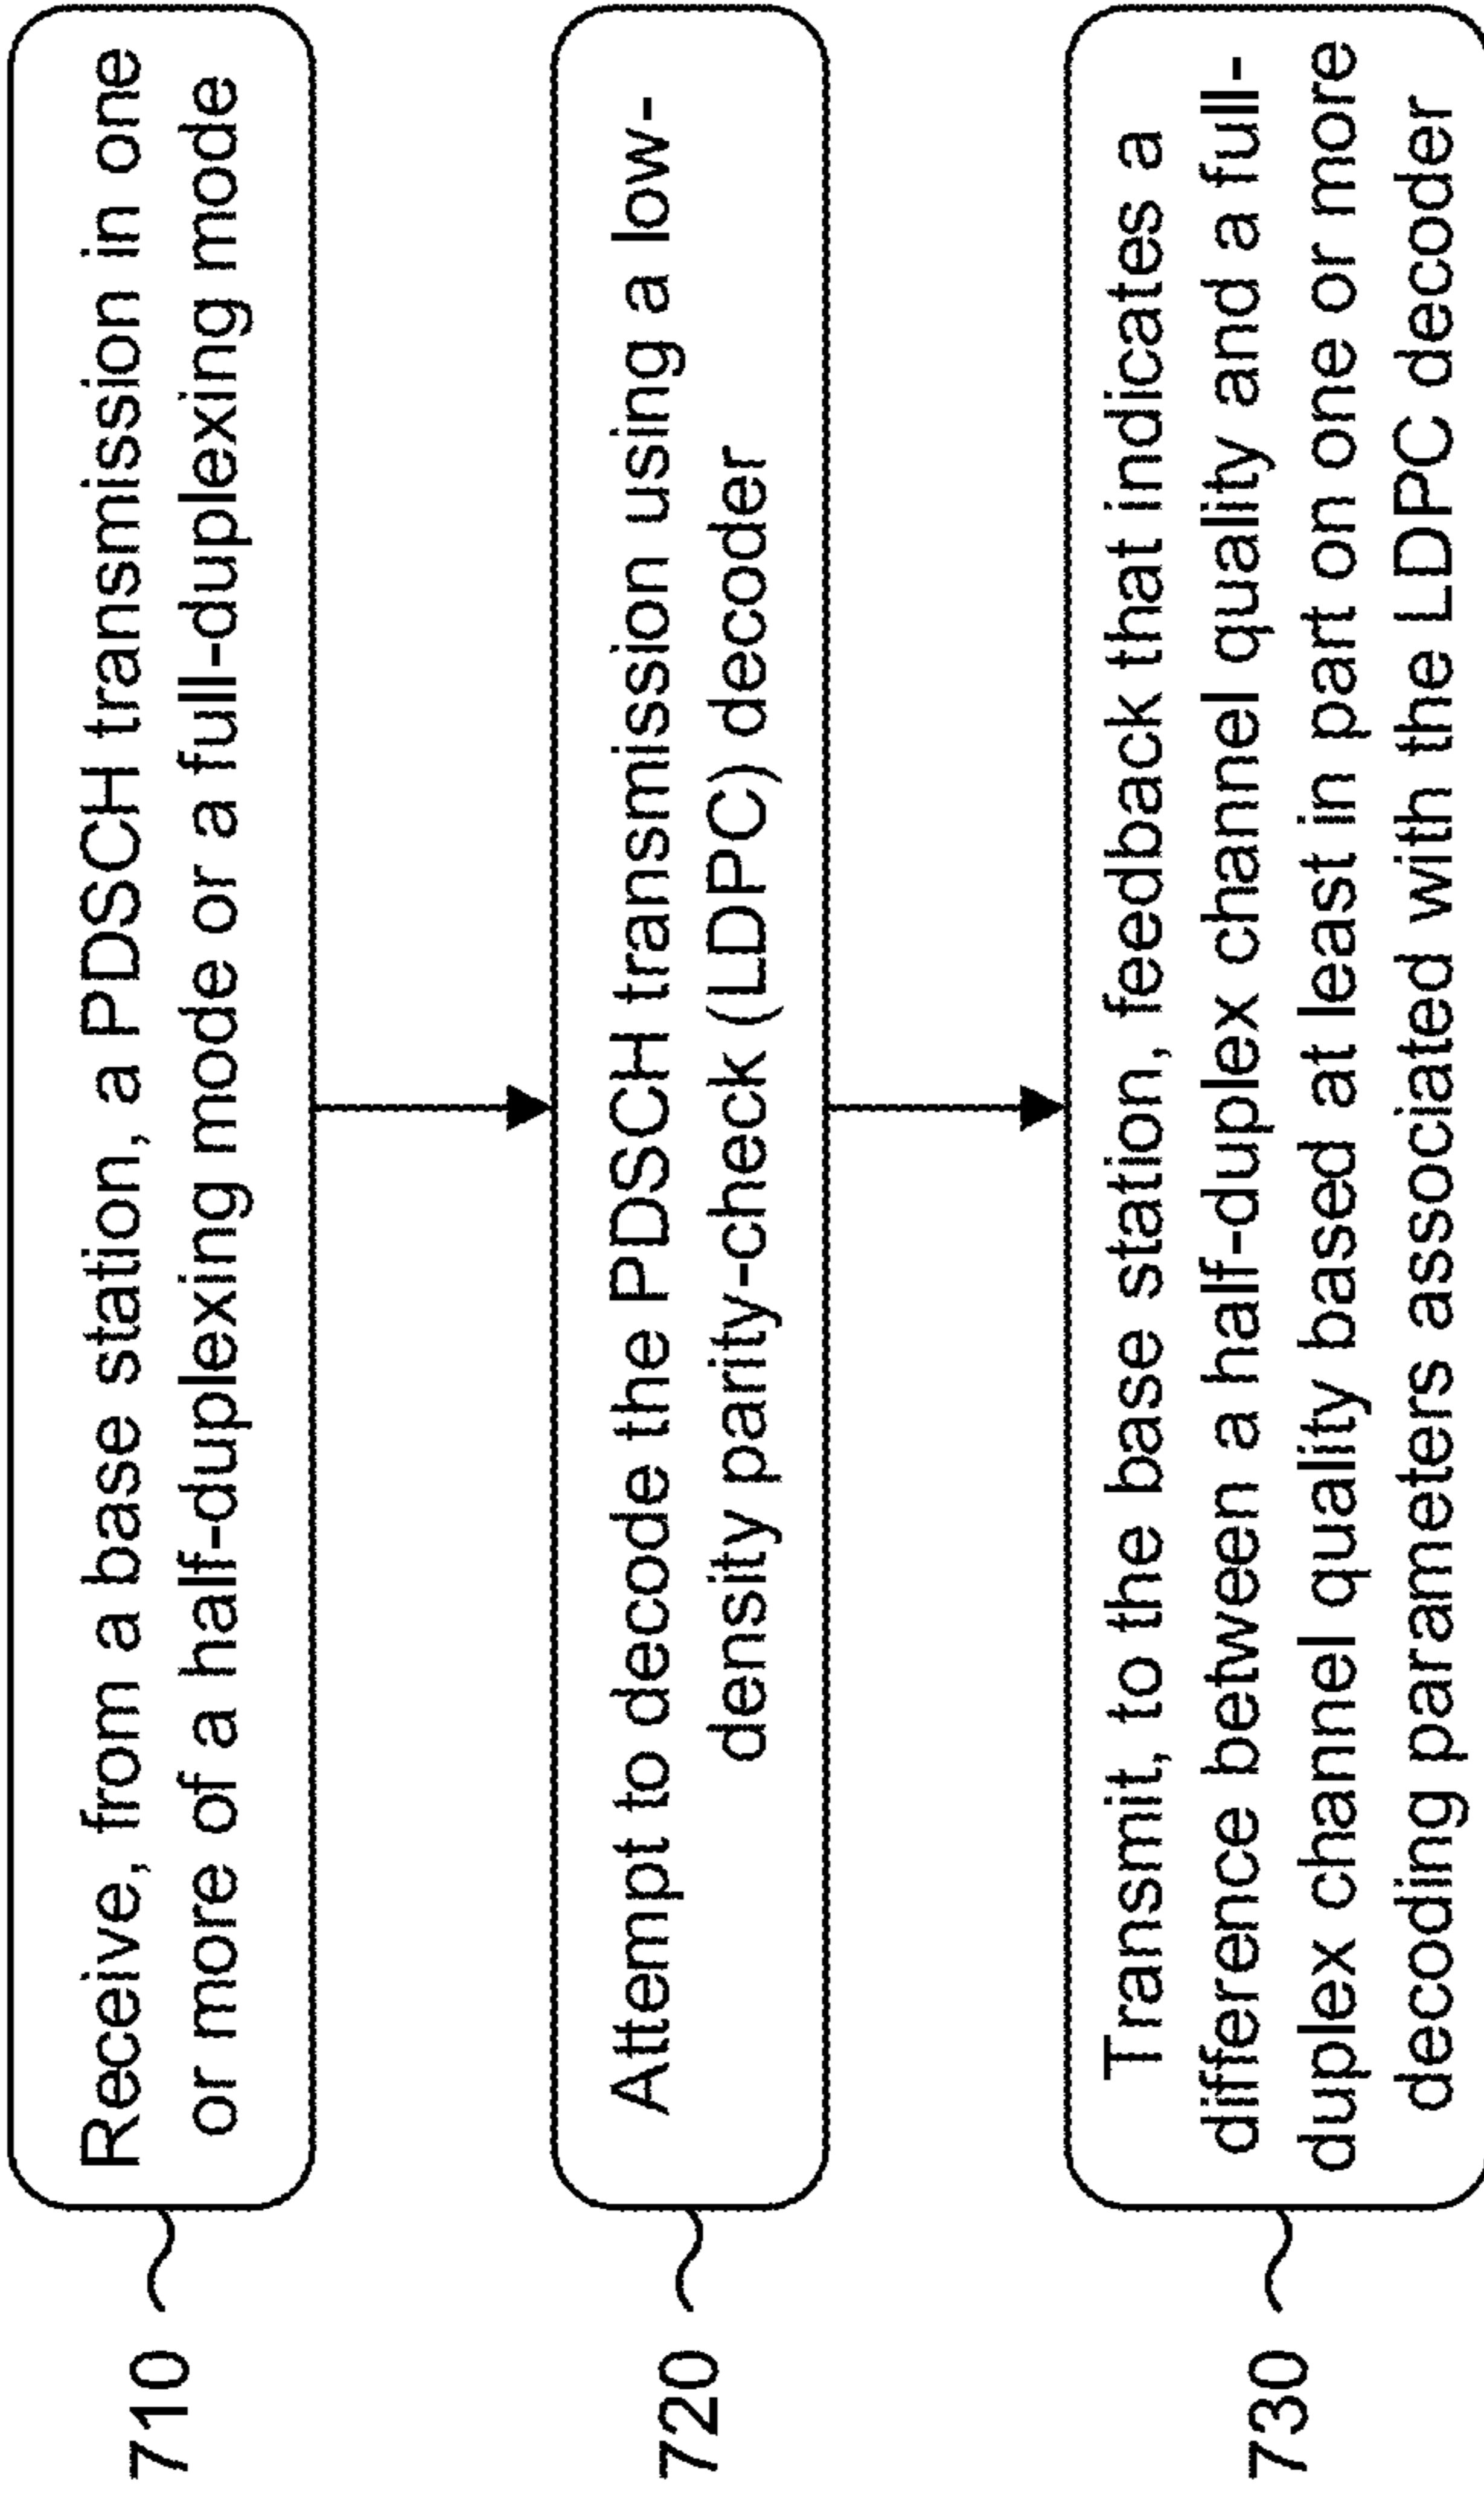 710
Receive, from a base station, a PDSCH transmission in one
or more of a half-duplexing mode or a full-duplexing mode
720
Attempt to decode the PDSCH transmission using a low-
density parity-check (LDPC) decoder
730
Transmit, to the base station, feedback that indicates a
difference between a half-duplex channel quality and a full-
duplex channel quality based at least in part on one or more
decoding parameters associated with the LDPC decoder